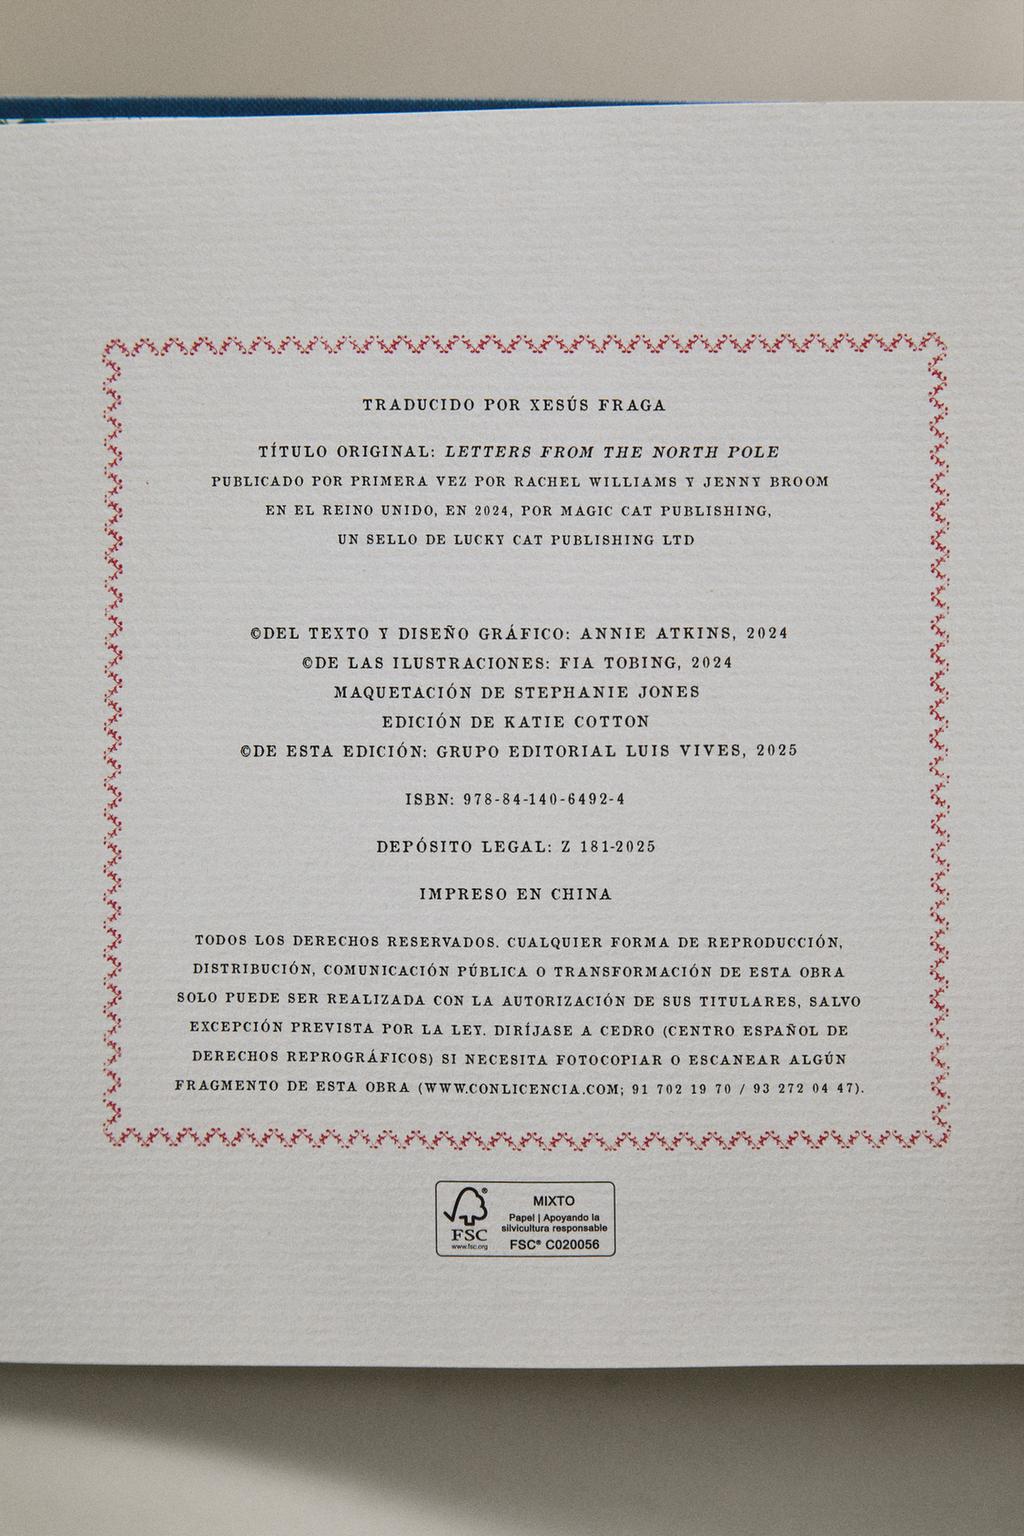 TRADUCIDO POR XESÚS FRAGA
TÍTULO ORIGINAL: LETTERS FROM THE NORTH POLE
PUBLICADO POR PRIMERA VEZ POR RACHEL WILLIAMS Y JENNY BROOM
EN EL REINO UNIDO, EN 2024, POR MAGIC CAT PUBLISHING,
UN SELLO DE LUCKY CAT PUBLISHING LTD
©DEL TEXTO Y DISEÑO GRÁFICO: ANNIE ATKINS, 2024
©DE LAS ILUSTRACIONES: FIA TOBING, 2024
MAQUETACIÓN DE STEPHANIE JONES
EDICIÓN DE KATIE COTTON
©DE ESTA EDICIÓN: GRUPO EDITORIAL LUIS VIVES, 2025
ISBN: 978-84-140-6492-4
DEPÓSITO LEGAL: Z 181-2025
IMPRESO EN CHINA
TODOS LOS DERECHOS RESERVADOS. CUALQUIER FORMA DE REPRODUCCIÓN,
DISTRIBUCIÓN, COMUNICACIÓN PÚBLICA O TRANSFORMACIÓN DE ESTA OBRA
SOLO PUEDE SER REALIZADA CON LA AUTORIZACIÓN DE SUS TITULARES, SALVO
EXCEPCIÓN PREVISTA POR LA LEY. DIRÍJASE A CEDRO (CENTRO ESPAÑOL DE
DERECHOS REPROGRÁFICOS) SI NECESITA FOTOCOPIAR O ESCANEAR ALGÚN
FRAGMENTO DE ESTA OBRA (WWW.CONLICENCIA.COM; 91 702 19 70 / 93 272 04 47).
FSC
www.fsc.org
MIXTO
Papel | Apoyando la
silvicultura responsable
FSC® C020056